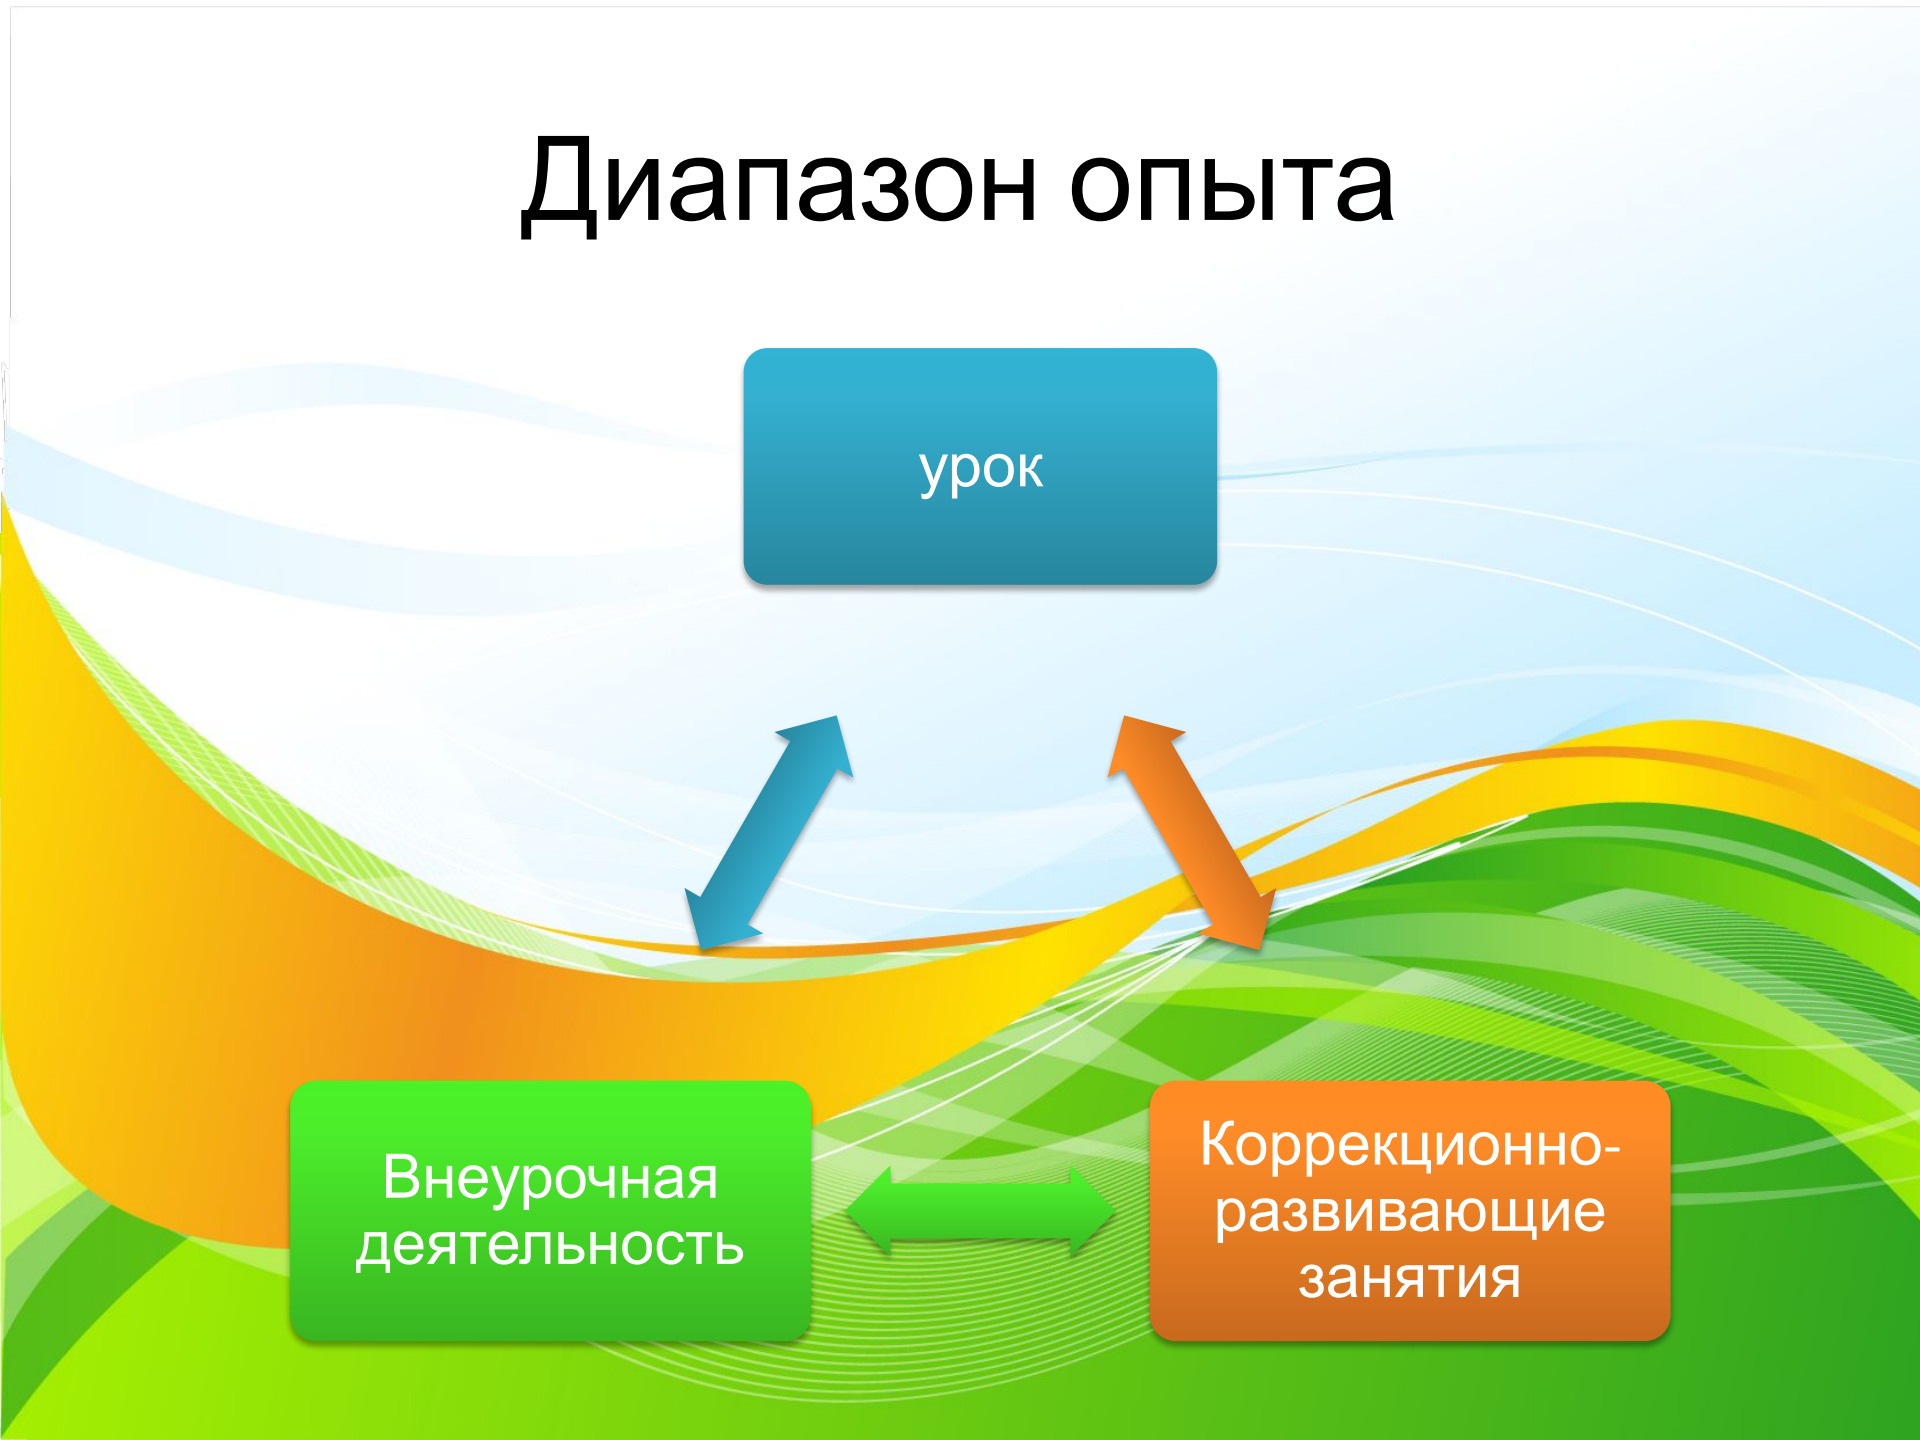 Диапазон опыта
урок
Внеурочная
деятельность
Коррекционно-
развивающие
занятия